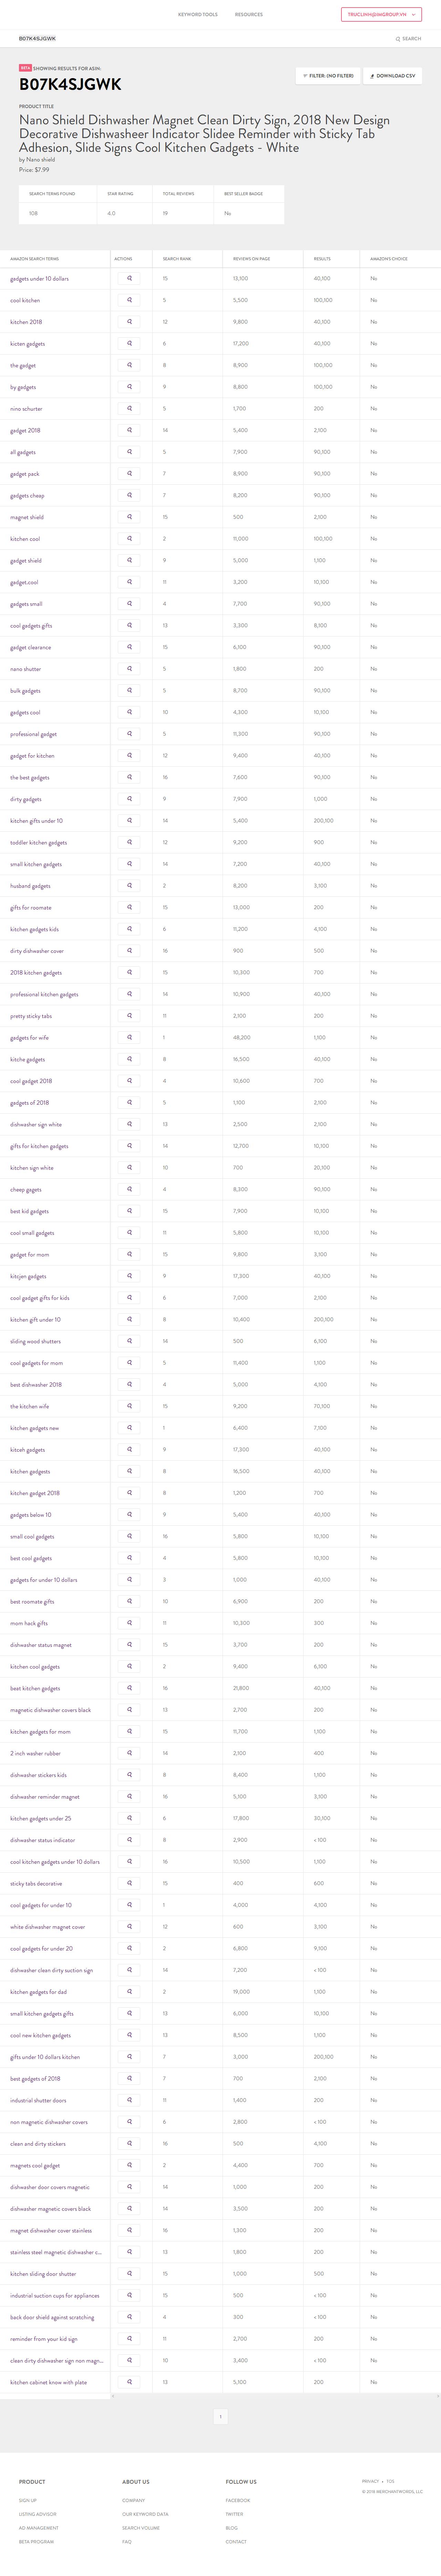 KEYWORD TOOLS
RESOURCES
TRUCLINH@IMGROUP.VN
B07K4SJGWK
SEARCH
BETA SHOWING RESULTS FOR ASIN:
B07K4SJGWK
FILTER: (NO FILTER)
DOWNLOAD CSV
PRODUCT TITLE
Nano Shield Dishwasher Magnet Clean Dirty Sign, 2018 New Design
Decorative Dishwasheer Indicator Slidee Reminder with Sticky Tab
Adhesion, Slide Signs Cool Kitchen Gadgets - White
by Nano shield
Price: $7.99
SEARCH TERMS FOUND STAR RATING TOTAL REVIEWS BEST SELLER BADGE
108 4.0 19 No
AMAZON SEARCH TERMS ACTIONS SEARCH RANK REVIEWS ON PAGE RESULTS AMAZON'S CHOICE
gadgets under 10 dollars 15 13,100 40,100 No
cool kitchen 5 5,500 100,100 No
kitchen 2018 12 9,800 40,100 No
kicten gadgets 6 17,200 40,100 No
the gadget 8 8,900 100,100 No
by gadgets 9 8,800 100,100 No
nino schurter 5 1,700 200 No
gadget 2018 14 5,400 2,100 No
all gadgets 5 7,900 90,100 No
gadget pack 7 8,900 90,100 No
gadgets cheap 7 8,200 90,100 No
magnet shield 15 500 2,100 No
kitchen cool 2 11,000 100,100 No
gadget shield 9 5,000 1,100 No
gadget.cool 11 3,200 10,100 No
gadgets small 4 7,700 90,100 No
cool gadgets gifts 13 3,300 8,100 No
gadget clearance 15 6,100 90,100 No
nano shutter 5 1,800 200 No
bulk gadgets 5 8,700 90,100 No
gadgets cool 10 4,300 10,100 No
professional gadget 5 11,300 90,100 No
gadget for kitchen 12 9,400 40,100 No
the best gadgets 16 7,600 90,100 No
dirty gadgets 9 7,900 1,000 No
kitchen gifts under 10 14 5,400 200,100 No
toddler kitchen gadgets 12 9,200 900 No
small kitchen gadgets 14 7,200 40,100 No
husband gadgets 2 8,200 3,100 No
gifts for roomate 15 13,000 200 No
kitchen gadgets kids 6 11,200 4,100 No
dirty dishwasher cover 16 900 500 No
2018 kitchen gadgets 15 10,300 700 No
professional kitchen gadgets 14 10,900 40,100 No
pretty sticky tabs 11 2,100 200 No
gadgets for wife 1 48,200 1,100 No
kitche gadgets 8 16,500 40,100 No
cool gadget 2018 4 10,600 700 No
gadgets of 2018 5 1,100 2,100 No
dishwasher sign white 13 2,500 2,100 No
gifts for kitchen gadgets 14 12,700 10,100 No
kitchen sign white 10 700 20,100 No
cheep gagets 4 8,300 90,100 No
best kid gadgets 15 7,900 10,100 No
cool small gadgets 11 5,800 10,100 No
gadget for mom 15 9,800 3,100 No
kitcjen gadgets 9 17,300 40,100 No
cool gadget gifts for kids 6 7,000 2,100 No
kitchen gift under 10 8 10,400 200,100 No
sliding wood shutters 14 500 6,100 No
cool gadgets for mom 5 11,400 1,100 No
best dishwasher 2018 4 5,000 4,100 No
the kitchen wife 15 9,200 70,100 No
kitchen gadgets new 1 6,400 7,100 No
kitceh gadgets 9 17,300 40,100 No
kitchen gadgests 8 16,500 40,100 No
kitchen gadget 2018 8 1,200 700 No
gadgets below 10 9 5,400 40,100 No
small cool gadgets 16 5,800 10,100 No
best cool gadgets 4 5,800 10,100 No
gadgets for under 10 dollars 3 1,000 40,100 No
best roomate gifts 10 6,900 200 No
mom hack gifts 11 10,300 300 No
dishwasher status magnet 15 3,700 200 No
kitchen cool gadgets 2 9,400 6,100 No
beat kitchen gadgets 16 21,800 40,100 No
magnetic dishwasher covers black 13 2,700 200 No
kitchen gadgets for mom 15 11,700 1,100 No
2 inch washer rubber 14 2,100 400 No
dishwasher stickers kids 8 8,400 1,100 No
dishwasher reminder magnet 16 5,100 3,100 No
kitchen gadgets under 25 6 17,800 30,100 No
dishwasher status indicator 8 2,900 < 100 No
cool kitchen gadgets under 10 dollars 16 10,500 1,100 No
sticky tabs decorative 15 400 600 No
cool gadgets for under 10 1 4,000 4,100 No
white dishwasher magnet cover 12 600 3,100 No
cool gadgets for under 20 2 6,800 9,100 No
dishwasher clean dirty suction sign 14 7,200 < 100 No
kitchen gadgets for dad 2 19,000 1,100 No
small kitchen gadgets gifts 13 6,000 10,100 No
cool new kitchen gadgets 13 8,500 1,100 No
gifts under 10 dollars kitchen 7 3,000 200,100 No
best gadgets of 2018 7 700 2,100 No
industrial shutter doors 11 1,400 200 No
non magnetic dishwasher covers 6 2,800 < 100 No
clean and dirty stickers 16 500 4,100 No
magnets cool gadget 2 4,400 700 No
dishwasher door covers magnetic 14 1,000 200 No
dishwasher magnetic covers black 14 3,500 200 No
magnet dishwasher cover stainless 16 1,300 200 No
stainless steel magnetic dishwasher c... 13 1,800 200 No
kitchen sliding door shutter 15 1,000 500 No
industrial suction cups for appliances 15 500 < 100 No
back door shield against scratching 4 300 < 100 No
reminder from your kid sign 11 2,700 200 No
clean dirty dishwasher sign non magn... 10 3,400 < 100 No
kitchen cabinet know with plate 13 5,100 200 No
1
PRODUCT ABOUT US FOLLOW US
PRIVACY TOS
SIGN UP COMPANY FACEBOOK
© 2019 MERCHANTWORDS, LLC
LISTING ADVISOR OUR KEYWORD DATA TWITTER
AD MANAGEMENT SEARCH VOLUME BLOG
BETA PROGRAM FAQ CONTACT